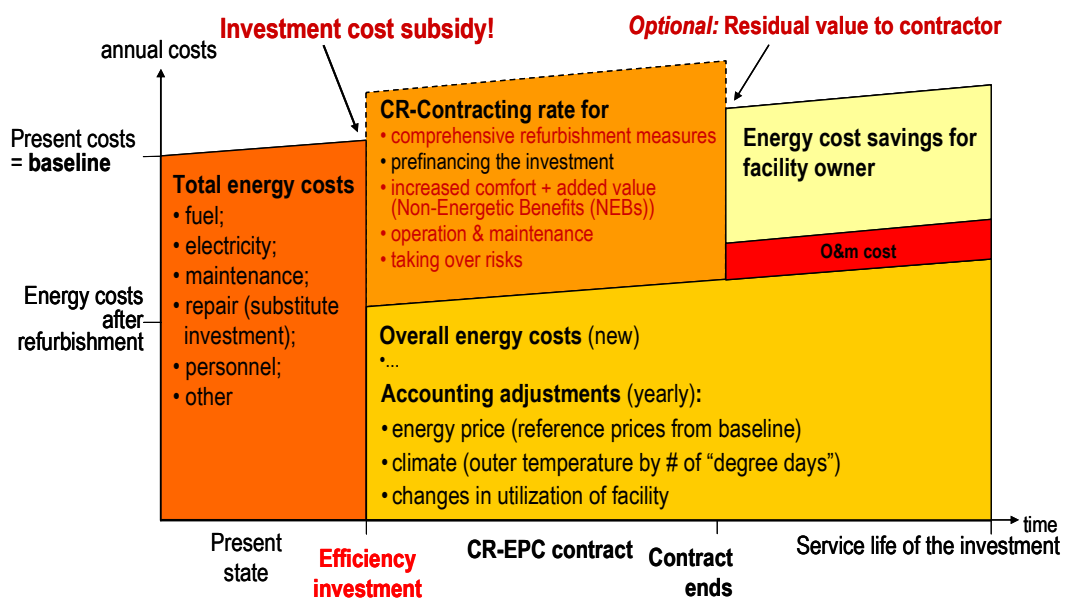 Investment cost subsidy!
Optional: Residual value to contractor
annual costs
Present costs
= baseline
Energy costs
after
refurbishment
Total energy costs
• fuel;
• electricity;
• maintenance;
• repair (substitute
investment);
• personnel;
• other
CR-Contracting rate for
• comprehensive refurbishment measures
• prefinancing the investment
• increased comfort + added value
(Non-Energetic Benefits (NEBs))
• operation & maintenance
• taking over risks
Energy cost savings for
facility owner
O&m cost
Overall energy costs (new)
•...
Accounting adjustments (yearly):
• energy price (reference prices from baseline)
• climate (outer temperature by # of “degree days”)
• changes in utilization of facility
time
Present
state
Efficiency
investment
CR-EPC contract
Contract
ends
Service life of the investment